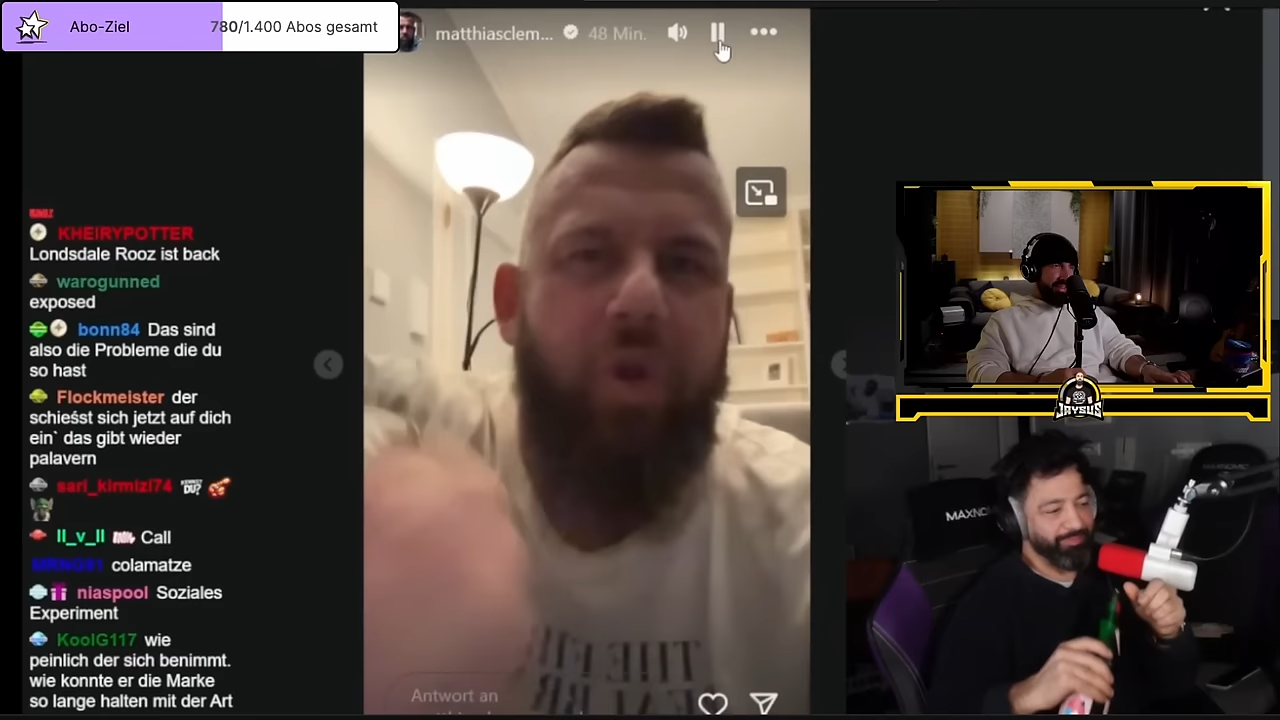 Abo-Ziel
780/1.400 Abos gesamt
matthiasclem...
48 Min.
KHEIRYPOTTER
Londsdale Rooz ist back
warogunned
exposed
bonn84 Das sind
also die Probleme die du
so hast
Flockmeister der
schieśst sich jetzt auf dich
ein` das gibt wieder
palavern
sari_kirmizi74
DU?
ll_v_ll Call
colamatze
niaspool Soziales
Experiment
KoolG117 wie
peinlich der sich benimmt.
wie konnte er die Marke
so lange halten mit der Art
Antwort an
JAYSUS